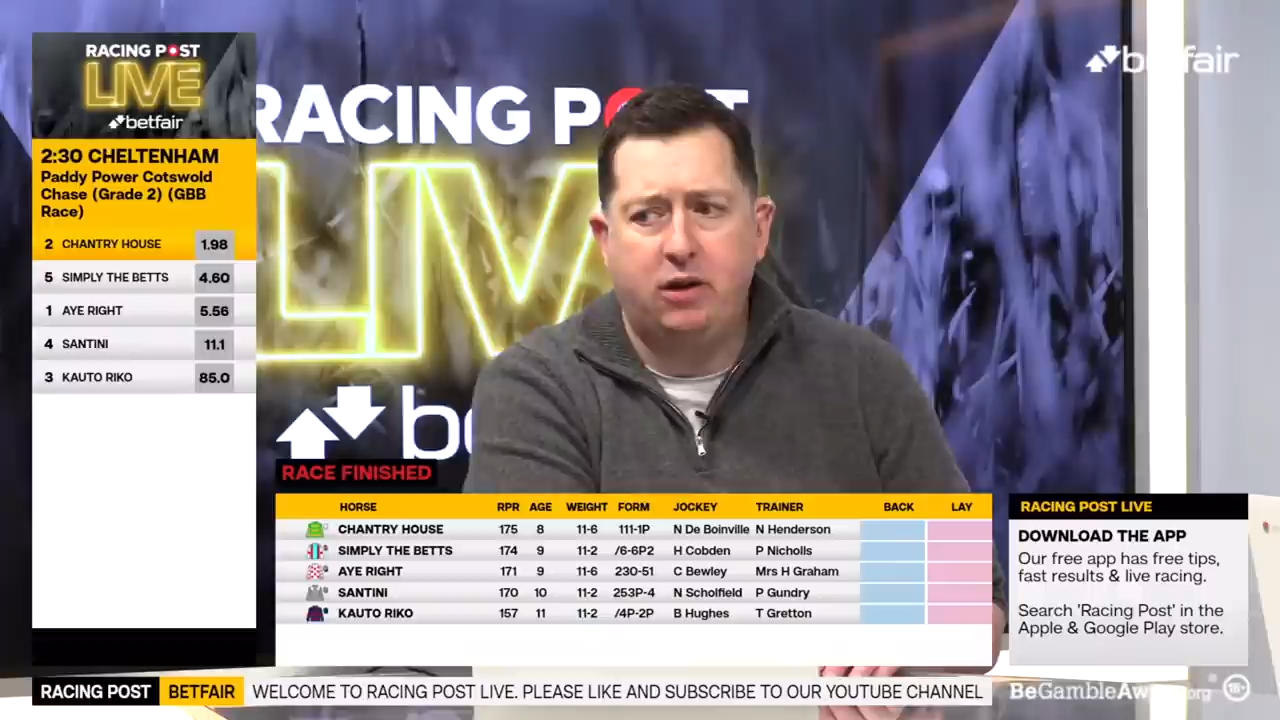 RACING POST
LIVE
betfair
2:30 CHELTENHAM
Paddy Power Cotswold
Chase (Grade 2) (GBB
Race)
2 CHANTRY HOUSE 1.98
5 SIMPLY THE BETTS 4.60
1 AYE RIGHT 5.56
4 SANTINI 11.1
3 KAUTO RIKO 85.0
RACING POST
LIV
be
betfair
RACE FINISHED
HORSE RPR AGE WEIGHT FORM JOCKEY TRAINER BACK LAY
CHANTRY HOUSE 175 8 11-6 111-1P N De Boinville N Henderson
SIMPLY THE BETTS 174 9 11-2 /6-6P2 H Cobden P Nicholls
AYE RIGHT 171 9 11-6 230-51 C Bewley Mrs H Graham
SANTINI 170 10 11-2 253P-4 N Scholfield P Gundry
KAUTO RIKO 157 11 11-2 /4P-2P B Hughes T Gretton
RACING POST LIVE
DOWNLOAD THE APP
Our free app has free tips,
fast results & live racing.
Search 'Racing Post' in the
Apple & Google Play store.
RACING POST BETFAIR WELCOME TO RACING POST LIVE. PLEASE LIKE AND SUBSCRIBE TO OUR YOUTUBE CHANNEL
BeGambleAware.org 18+